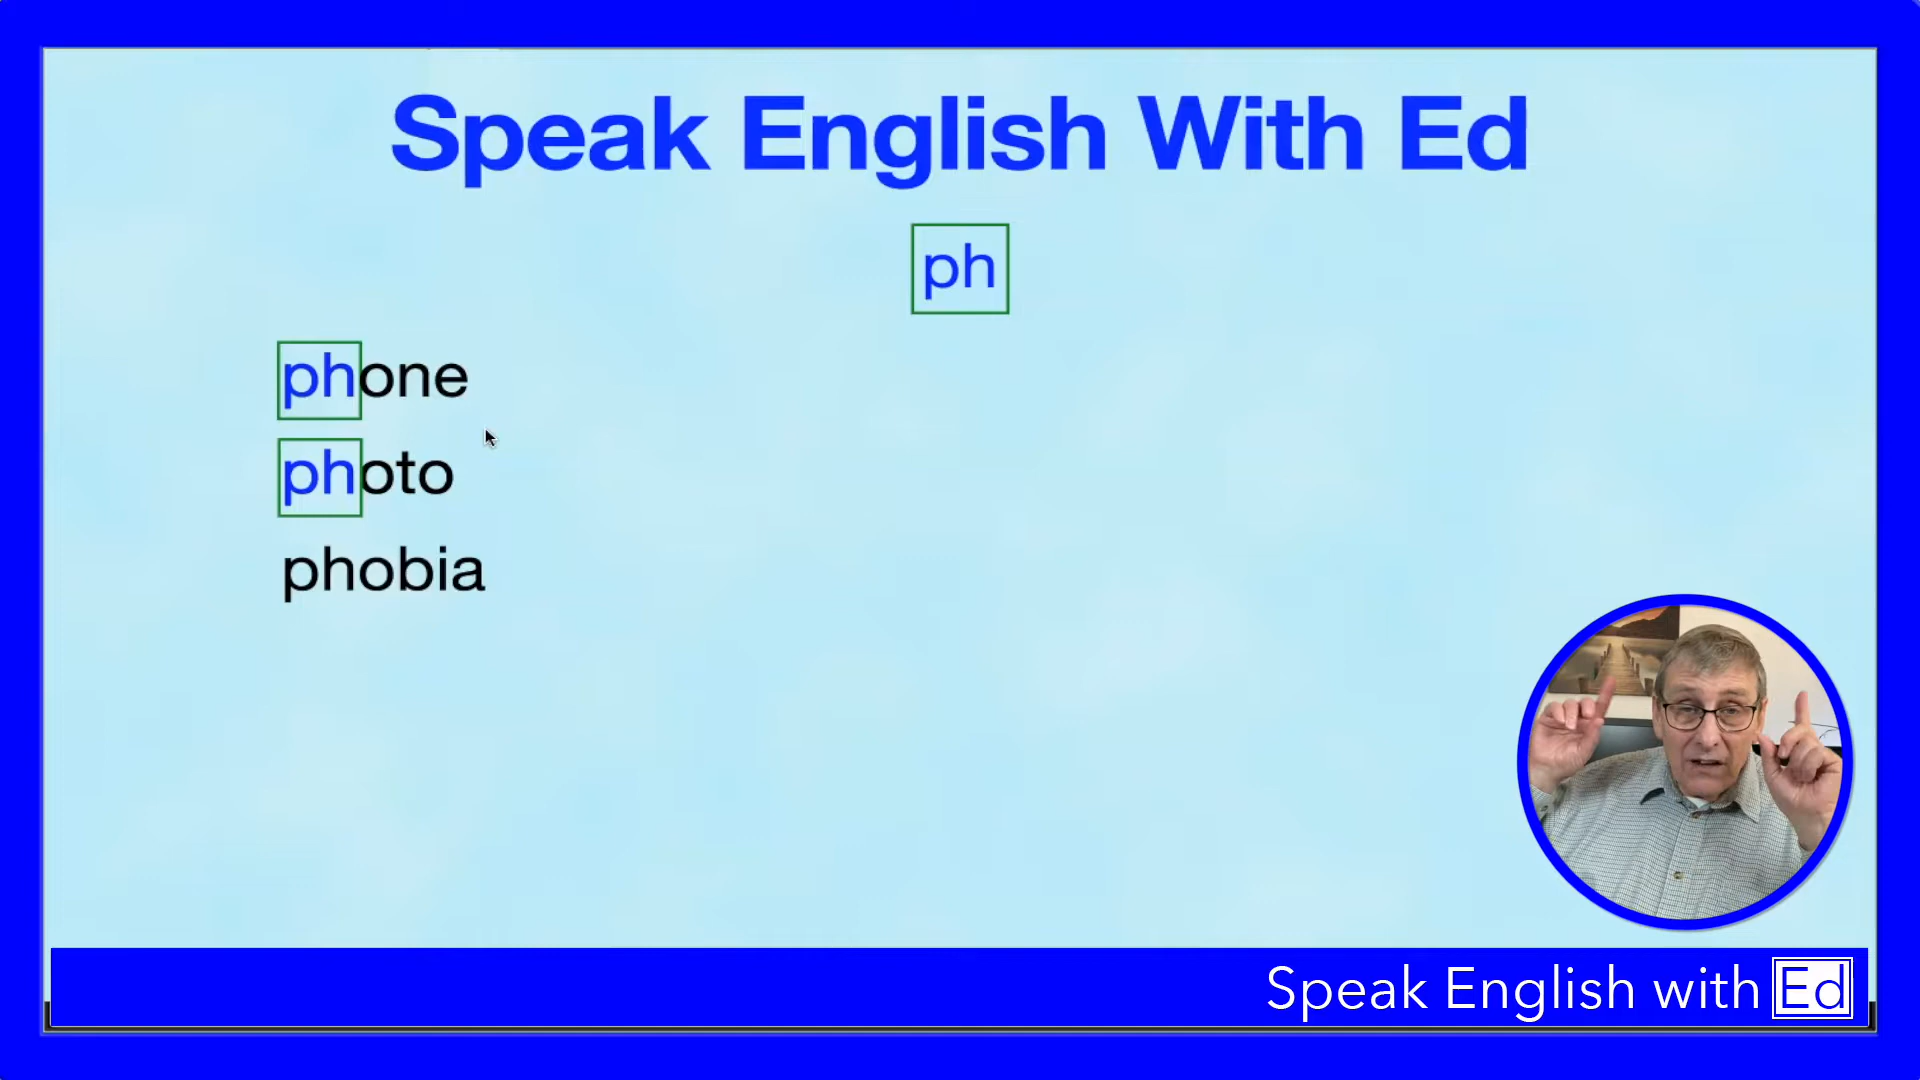 Speak English With Ed
ph
phone
photo
phobia
Speak English with Ed